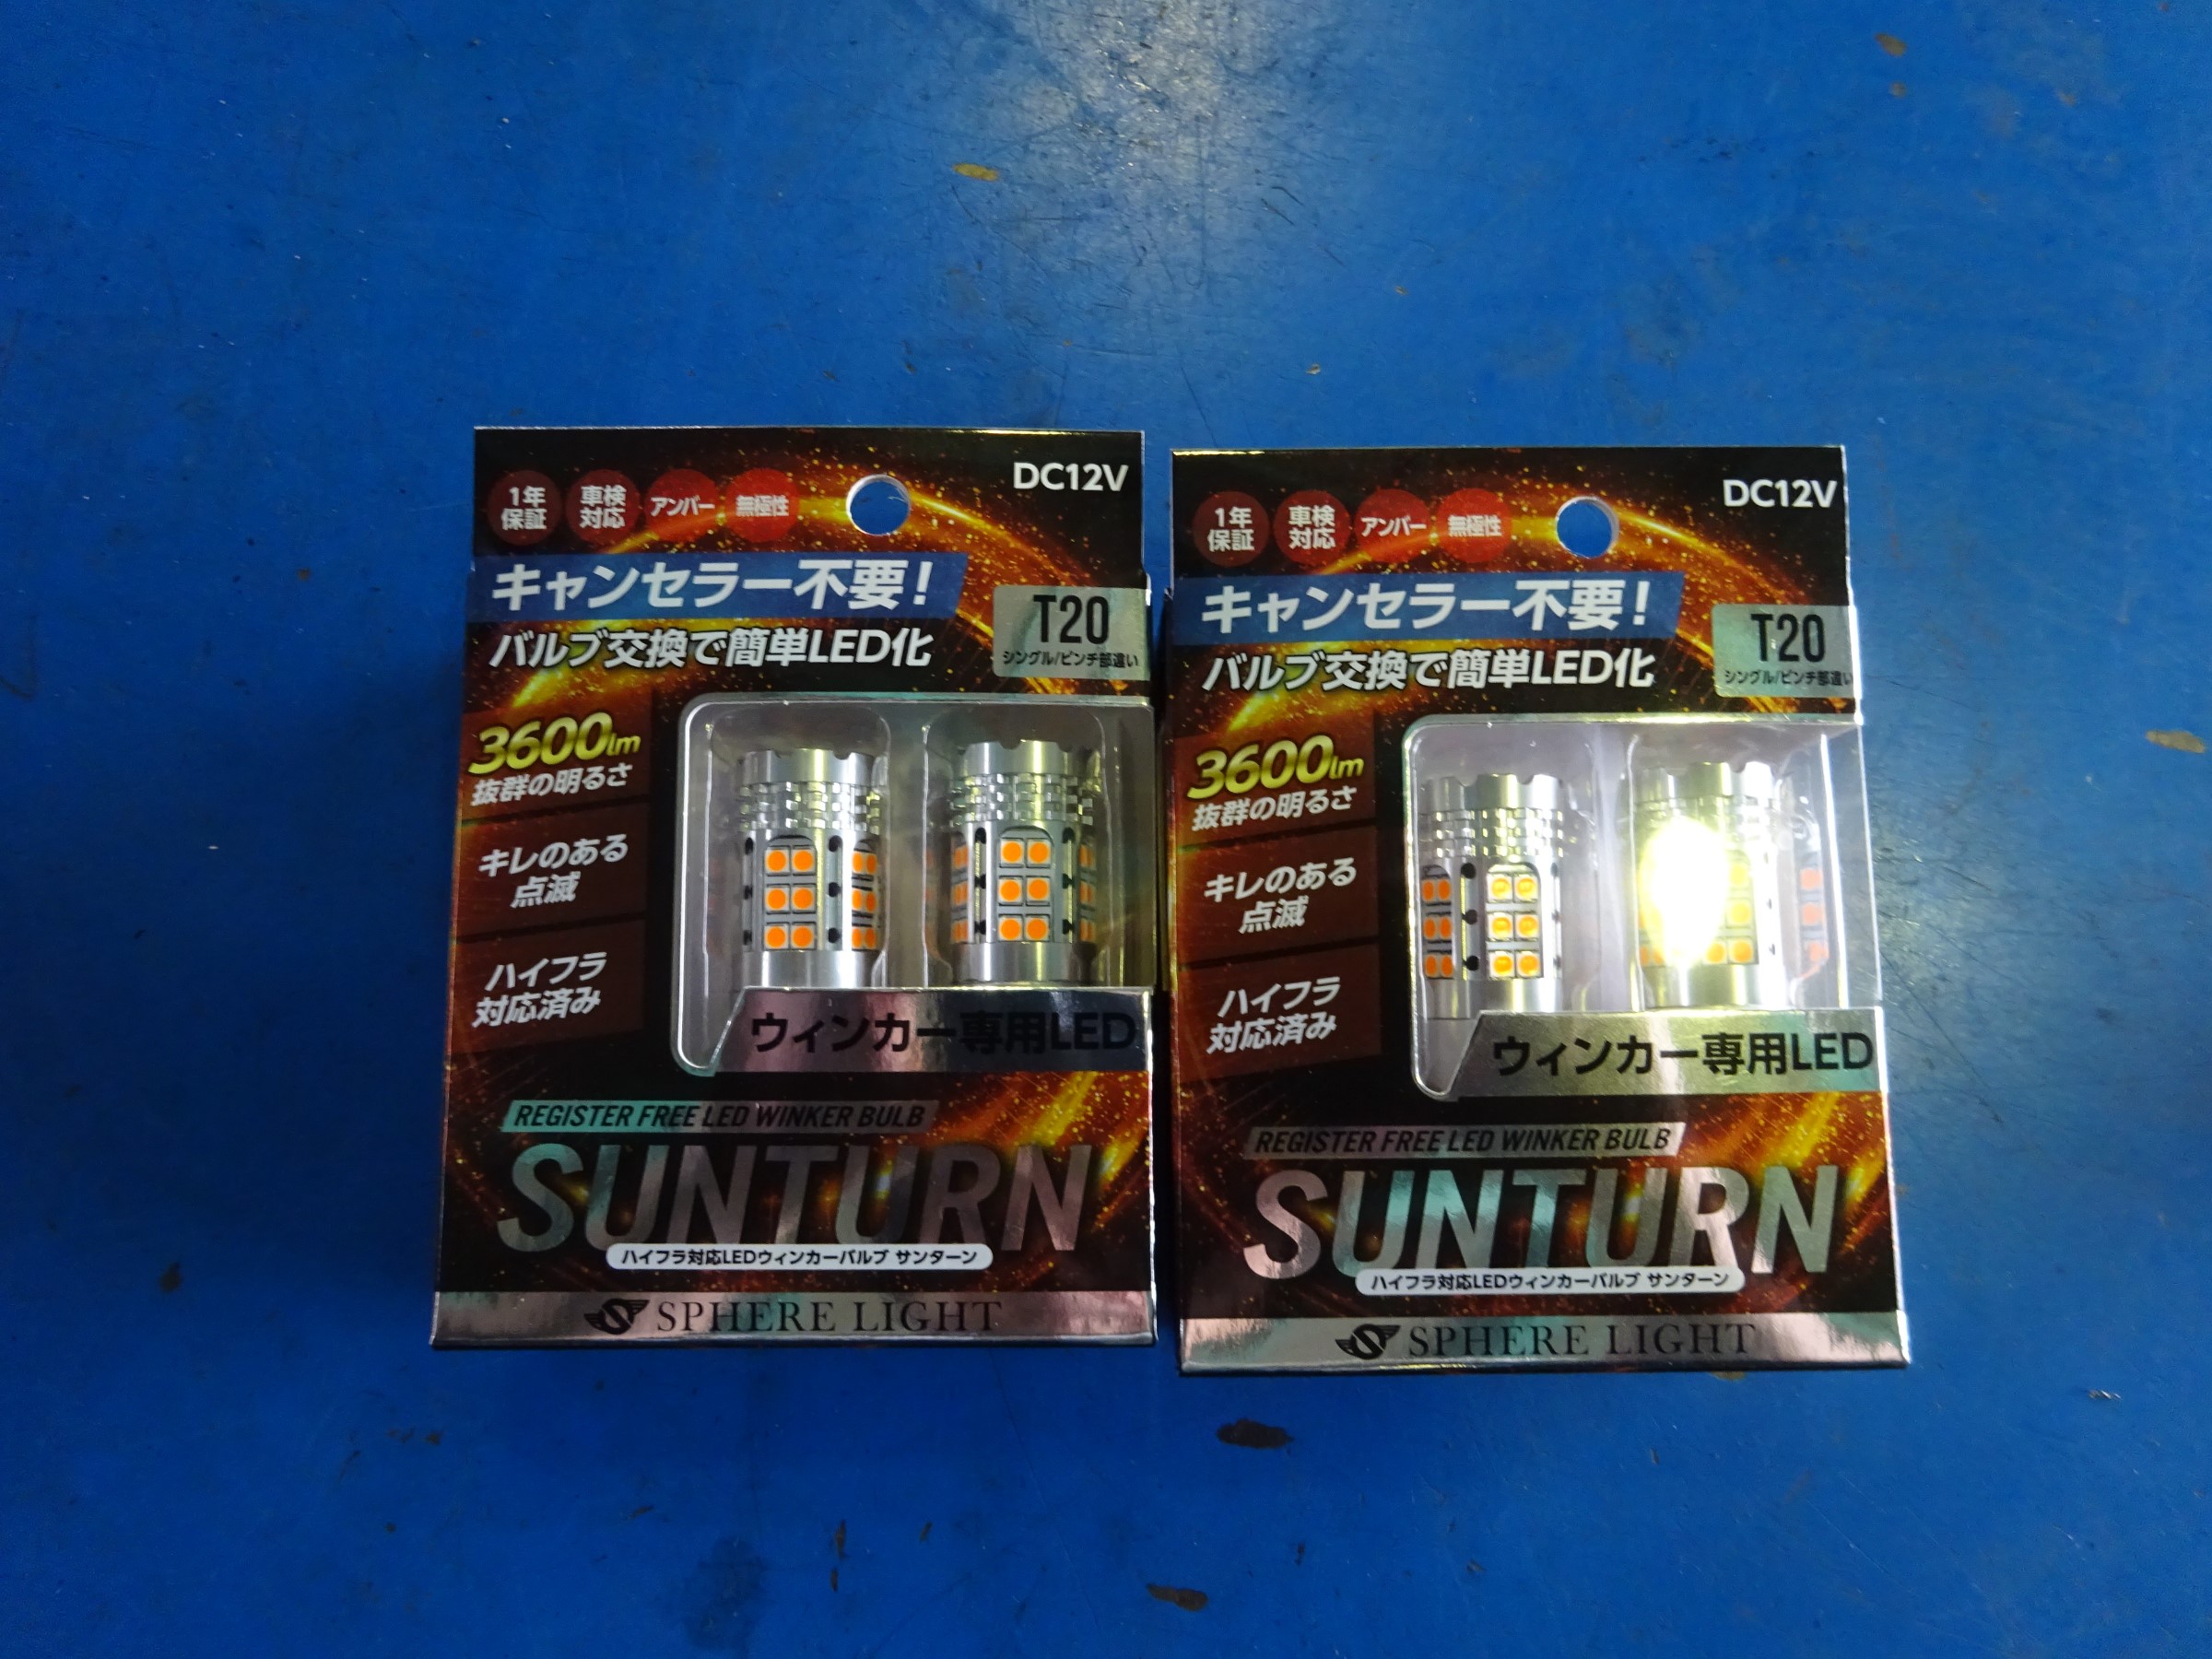 DC12V
1年
保証
車検
対応
アンバー
無極性
キャンセラー不要!
バルブ交換で簡単LED化
T20
シングル/ピンチ部違い
3600lm
抜群の明るさ
キレのある
点滅
ハイフラ
対応済み
ウィンカー専用LED
REGISTER FREE LED WINKER BULB
SUNTURN
ハイフラ対応LEDウィンカーバルブ サンターン
SPHERE LIGHT
DC12V
1年
保証
車検
対応
アンバー
無極性
キャンセラー不要!
バルブ交換で簡単LED化
T20
シングル/ピンチ部違い
3600lm
抜群の明るさ
キレのある
点滅
ハイフラ
対応済み
ウィンカー専用LED
REGISTER FREE LED WINKER BULB
SUNTURN
ハイフラ対応LEDウィンカーバルブ サンターン
SPHERE LIGHT